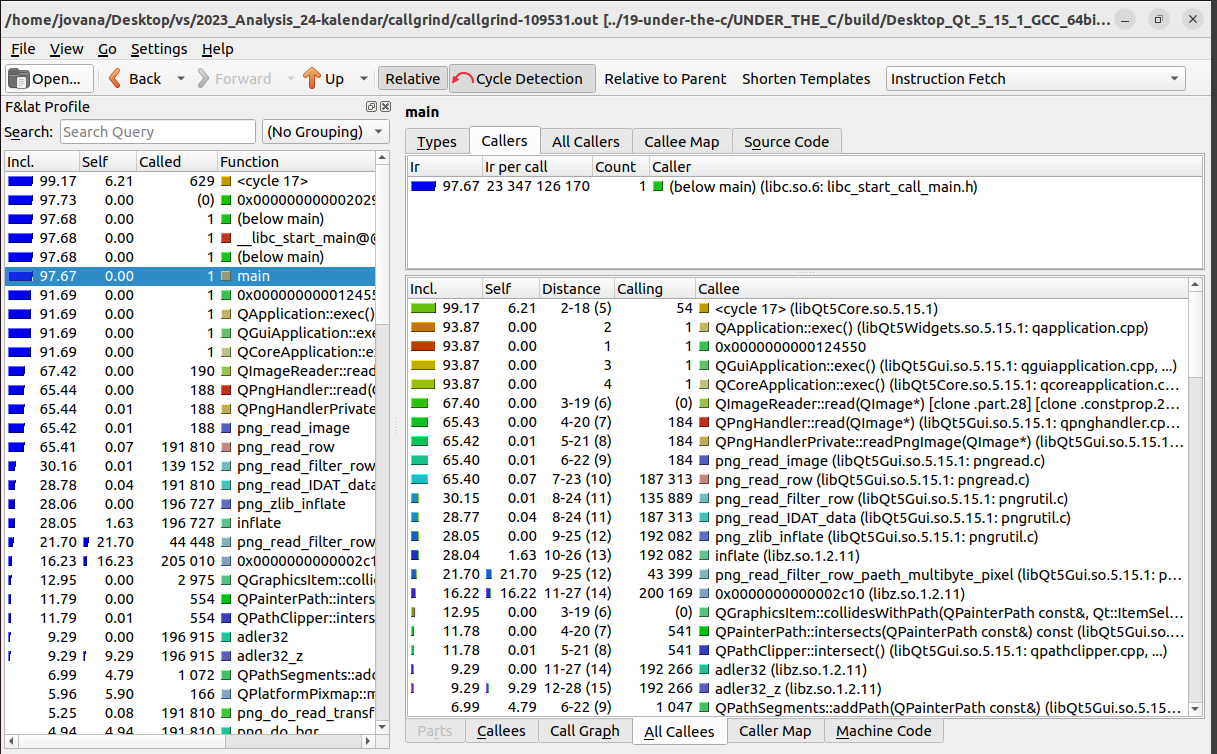 /home/jovana/Desktop/vs/2023_Analysis_24-kalendar/callgrind/callgrind-109531.out [../19-under-the-c/UNDER_THE_C/build/Desktop_Qt_5_15_1_GCC_64bi...
File View Go Settings Help
Open... Back Forward Up Relative Cycle Detection Relative to Parent Shorten Templates Instruction Fetch
F&lat Profile
Search: Search Query (No Grouping)
Incl. Self Called Function
99.17 6.21 629 <cycle 17>
97.73 0.00 (0) 0x000000000002029
97.68 0.00 1 (below main)
97.68 0.00 1 __libc_start_main@@
97.68 0.00 1 (below main)
97.67 0.00 1 main
91.69 0.00 1 0x000000000012455
91.69 0.00 1 QApplication::exec()
91.69 0.00 1 QGuiApplication::exe
91.69 0.00 1 QCoreApplication::e
67.42 0.00 190 QImageReader::read
65.44 0.00 188 QPngHandler::read(
65.44 0.01 188 QPngHandlerPrivate
65.42 0.01 188 png_read_image
65.41 0.07 191 810 png_read_row
30.16 0.01 139 152 png_read_filter_row
28.78 0.04 191 810 png_read_IDAT_data
28.06 0.00 196 727 png_zlib_inflate
28.05 1.63 196 727 inflate
21.70 21.70 44 448 png_read_filter_row
16.23 16.23 205 010 0x0000000000002c1
12.95 0.00 2 975 QGraphicsItem::collid
11.79 0.00 554 QPainterPath::inters
11.79 0.01 554 QPathClipper::inters
9.29 0.00 196 915 adler32
9.29 9.29 196 915 adler32_z
6.99 4.79 1 072 QPathSegments::add
5.96 5.90 166 QPlatformPixmap::m
5.25 0.08 191 810 png_do_read_transf
4.94 4.94 191 810 png_do_bgr
main
Types Callers All Callers Callee Map Source Code
Ir Ir per call Count Caller
97.67 23 347 126 170 1 (below main) (libc.so.6: libc_start_call_main.h)
Incl. Self Distance Calling Callee
99.17 6.21 2-18 (5) 54 <cycle 17> (libQt5Core.so.5.15.1)
93.87 0.00 2 1 QApplication::exec() (libQt5Widgets.so.5.15.1: qapplication.cpp)
93.87 0.00 1 1 0x0000000000124550
93.87 0.00 3 1 QGuiApplication::exec() (libQt5Gui.so.5.15.1: qguiapplication.cpp, ...)
93.87 0.00 4 1 QCoreApplication::exec() (libQt5Core.so.5.15.1: qcoreapplication.c...
67.40 0.00 3-19 (6) (0) QImageReader::read(QImage*) [clone .part.28] [clone .constprop.2...
65.43 0.00 4-20 (7) 184 QPngHandler::read(QImage*) (libQt5Gui.so.5.15.1: qpnghandler.cp...
65.42 0.01 5-21 (8) 184 QPngHandlerPrivate::readPngImage(QImage*) (libQt5Gui.so.5.15.1...
65.40 0.01 6-22 (9) 184 png_read_image (libQt5Gui.so.5.15.1: pngread.c)
65.40 0.07 7-23 (10) 187 313 png_read_row (libQt5Gui.so.5.15.1: pngread.c)
30.15 0.01 8-24 (11) 135 889 png_read_filter_row (libQt5Gui.so.5.15.1: pngrutil.c)
28.77 0.04 8-24 (11) 187 313 png_read_IDAT_data (libQt5Gui.so.5.15.1: pngrutil.c)
28.05 0.00 9-25 (12) 192 082 png_zlib_inflate (libQt5Gui.so.5.15.1: pngrutil.c)
28.04 1.63 10-26 (13) 192 082 inflate (libz.so.1.2.11)
21.70 21.70 9-25 (12) 43 399 png_read_filter_row_paeth_multibyte_pixel (libQt5Gui.so.5.15.1: p...
16.22 16.22 11-27 (14) 200 169 0x0000000000002c10 (libz.so.1.2.11)
12.95 0.00 3-19 (6) (0) QGraphicsItem::collidesWithPath(QPainterPath const&, Qt::ItemSel...
11.78 0.00 4-20 (7) 541 QPainterPath::intersects(QPainterPath const&) const (libQt5Gui.so....
11.78 0.01 5-21 (8) 541 QPathClipper::intersect() (libQt5Gui.so.5.15.1: qpathclipper.cpp, ...)
9.29 0.00 11-27 (14) 192 266 adler32 (libz.so.1.2.11)
9.29 9.29 12-28 (15) 192 266 adler32_z (libz.so.1.2.11)
6.99 4.79 6-22 (9) 1 047 QPathSegments::addPath(QPainterPath const&) (libQt5Gui.so.5.15...
Parts Callees Call Graph All Callees Caller Map Machine Code